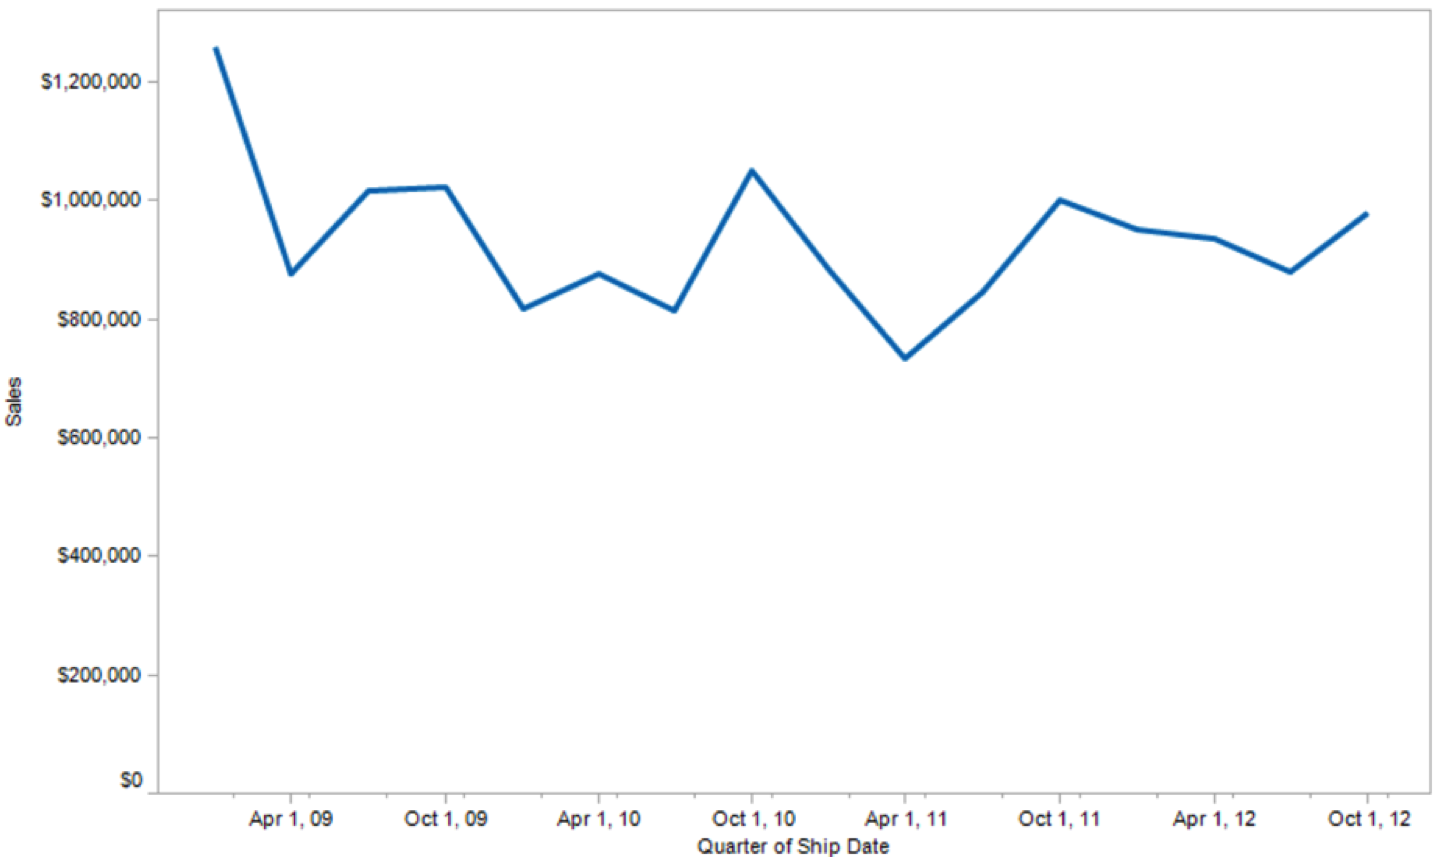 $1,200,000
$1,000,000
$800,000
Sales
$600,000
$400,000
$200,000
$0
Apr 1, 09 Oct 1, 09 Apr 1, 10 Oct 1, 10 Apr 1, 11 Oct 1, 11 Apr 1, 12 Oct 1, 12
Quarter of Ship Date